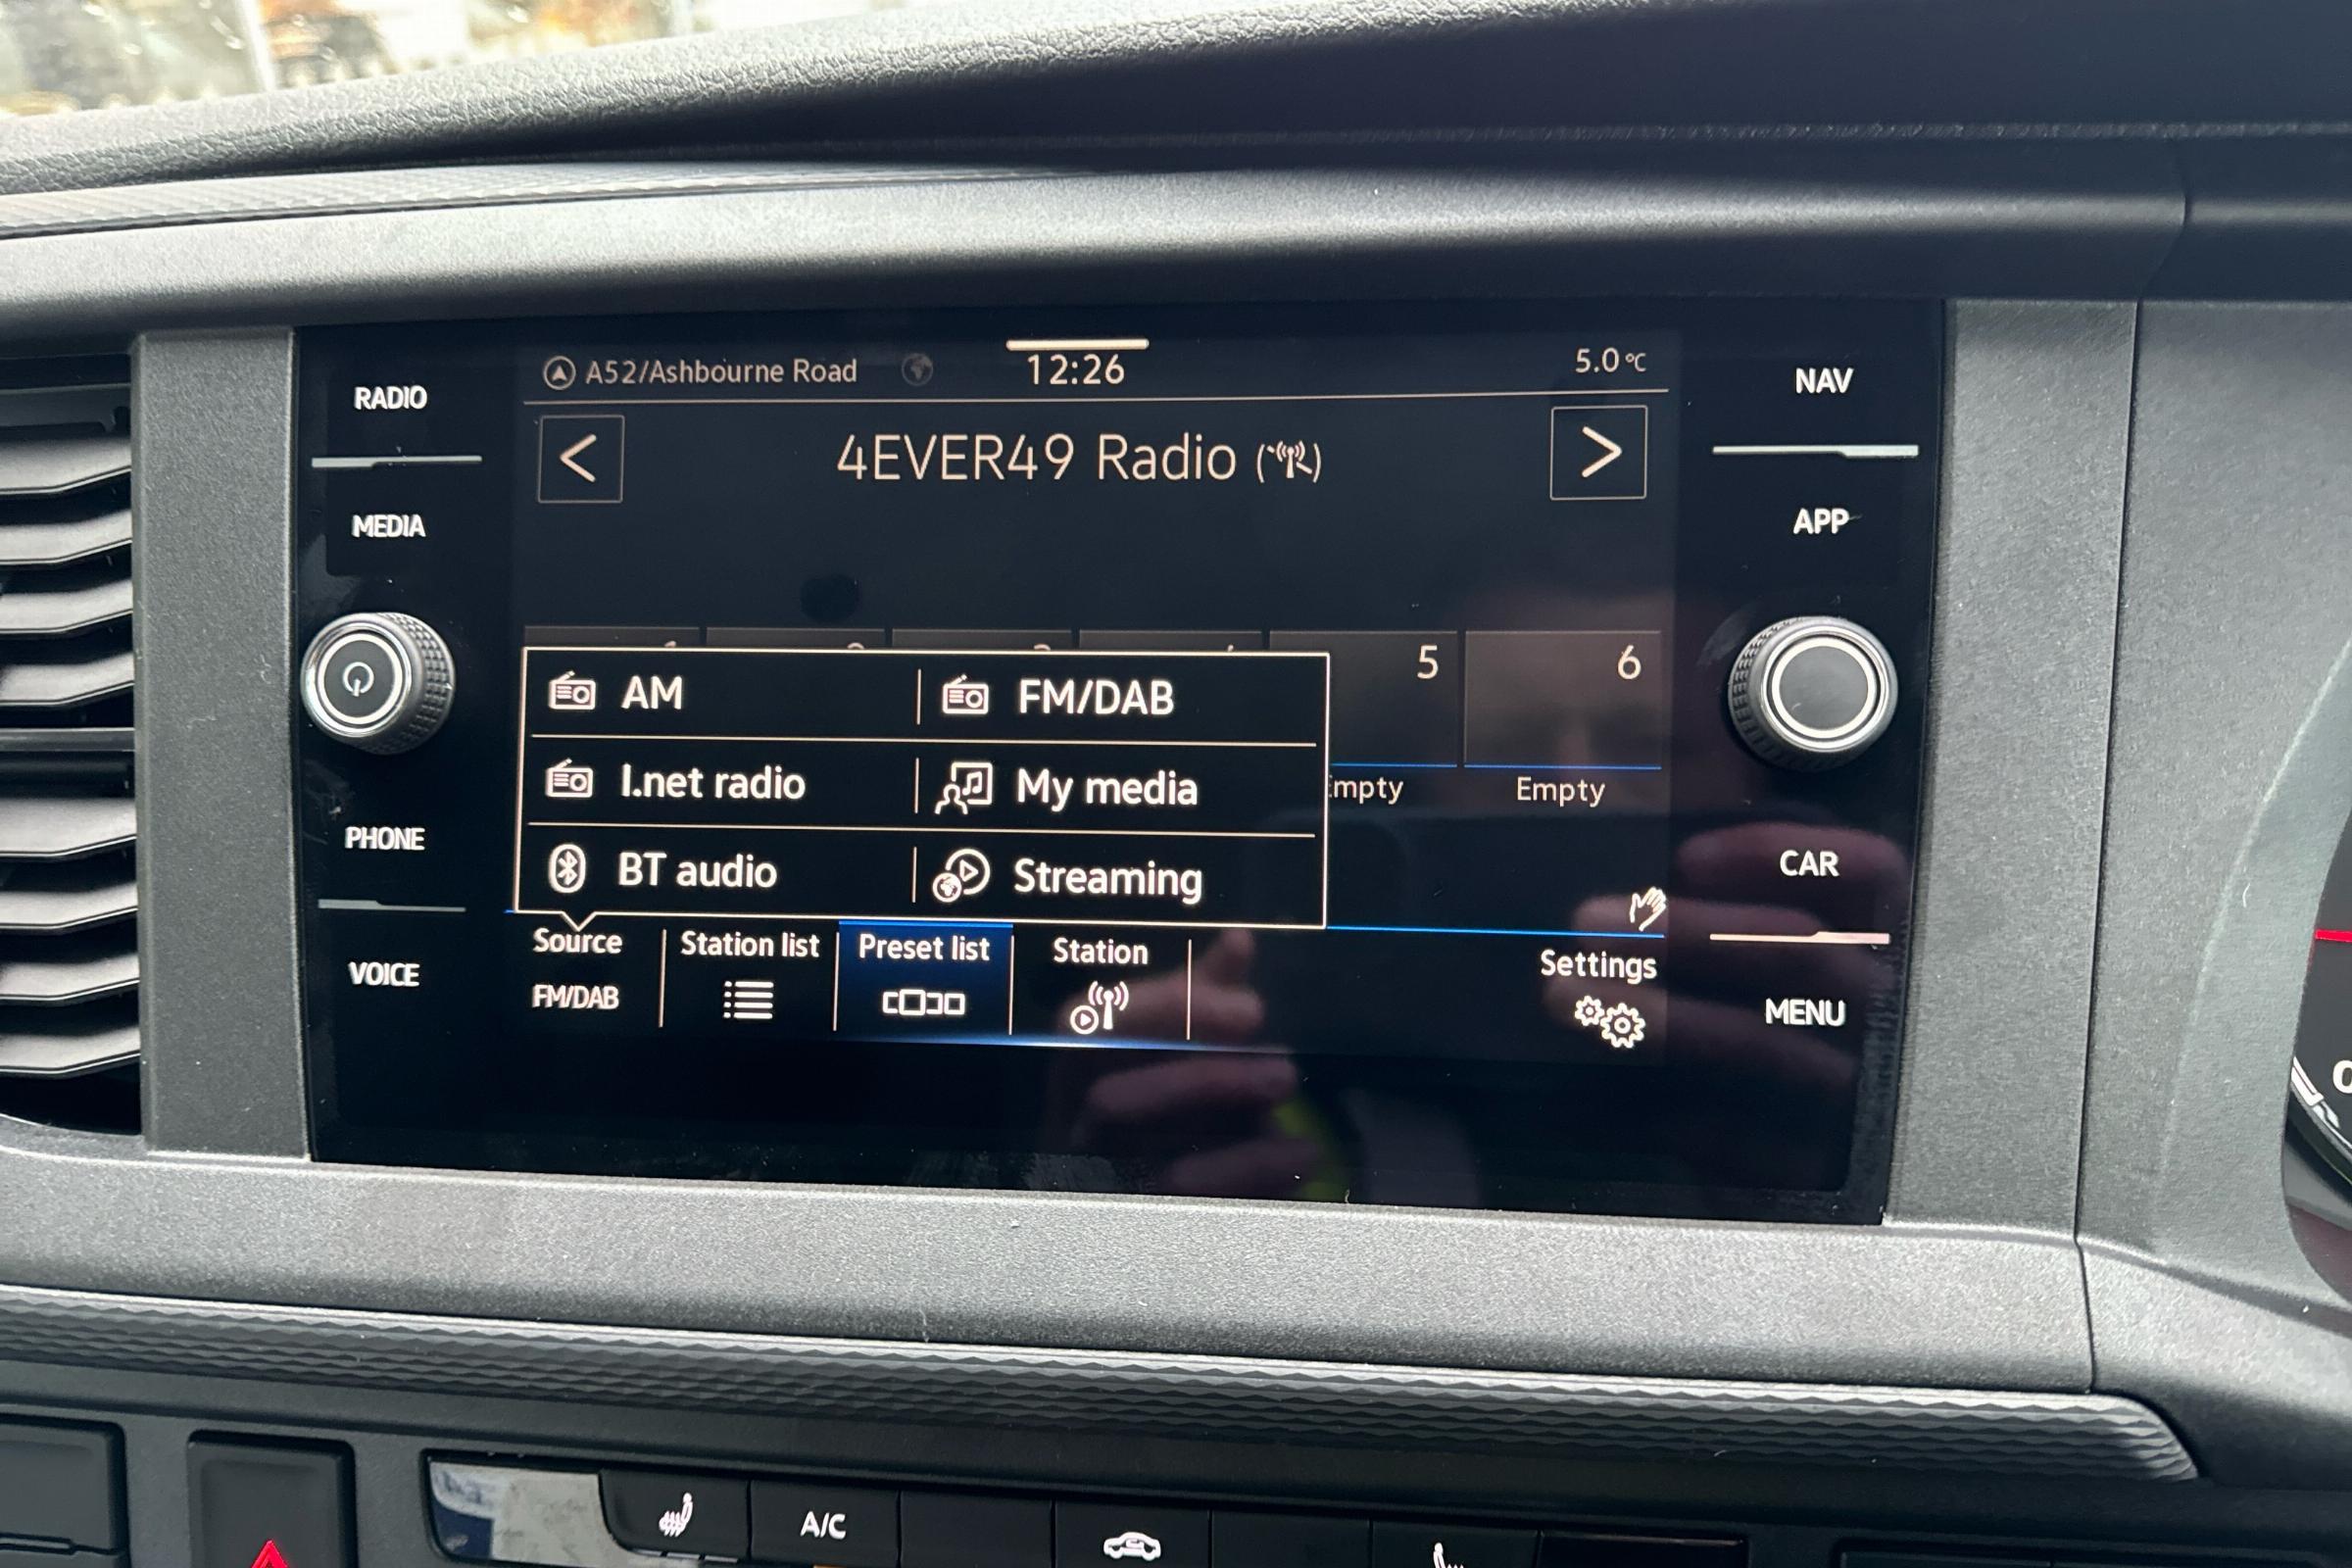 RADIO
MEDIA
PHONE
VOICE
A52/Ashbourne Road
12:26
5.0 °C
4EVER49 Radio
5
6
AM
FM/DAB
I.net radio
My media
BT audio
Streaming
Empty
Source
Station list
Preset list
Station
Settings
FM/DAB
NAV
APP
CAR
MENU
A/C